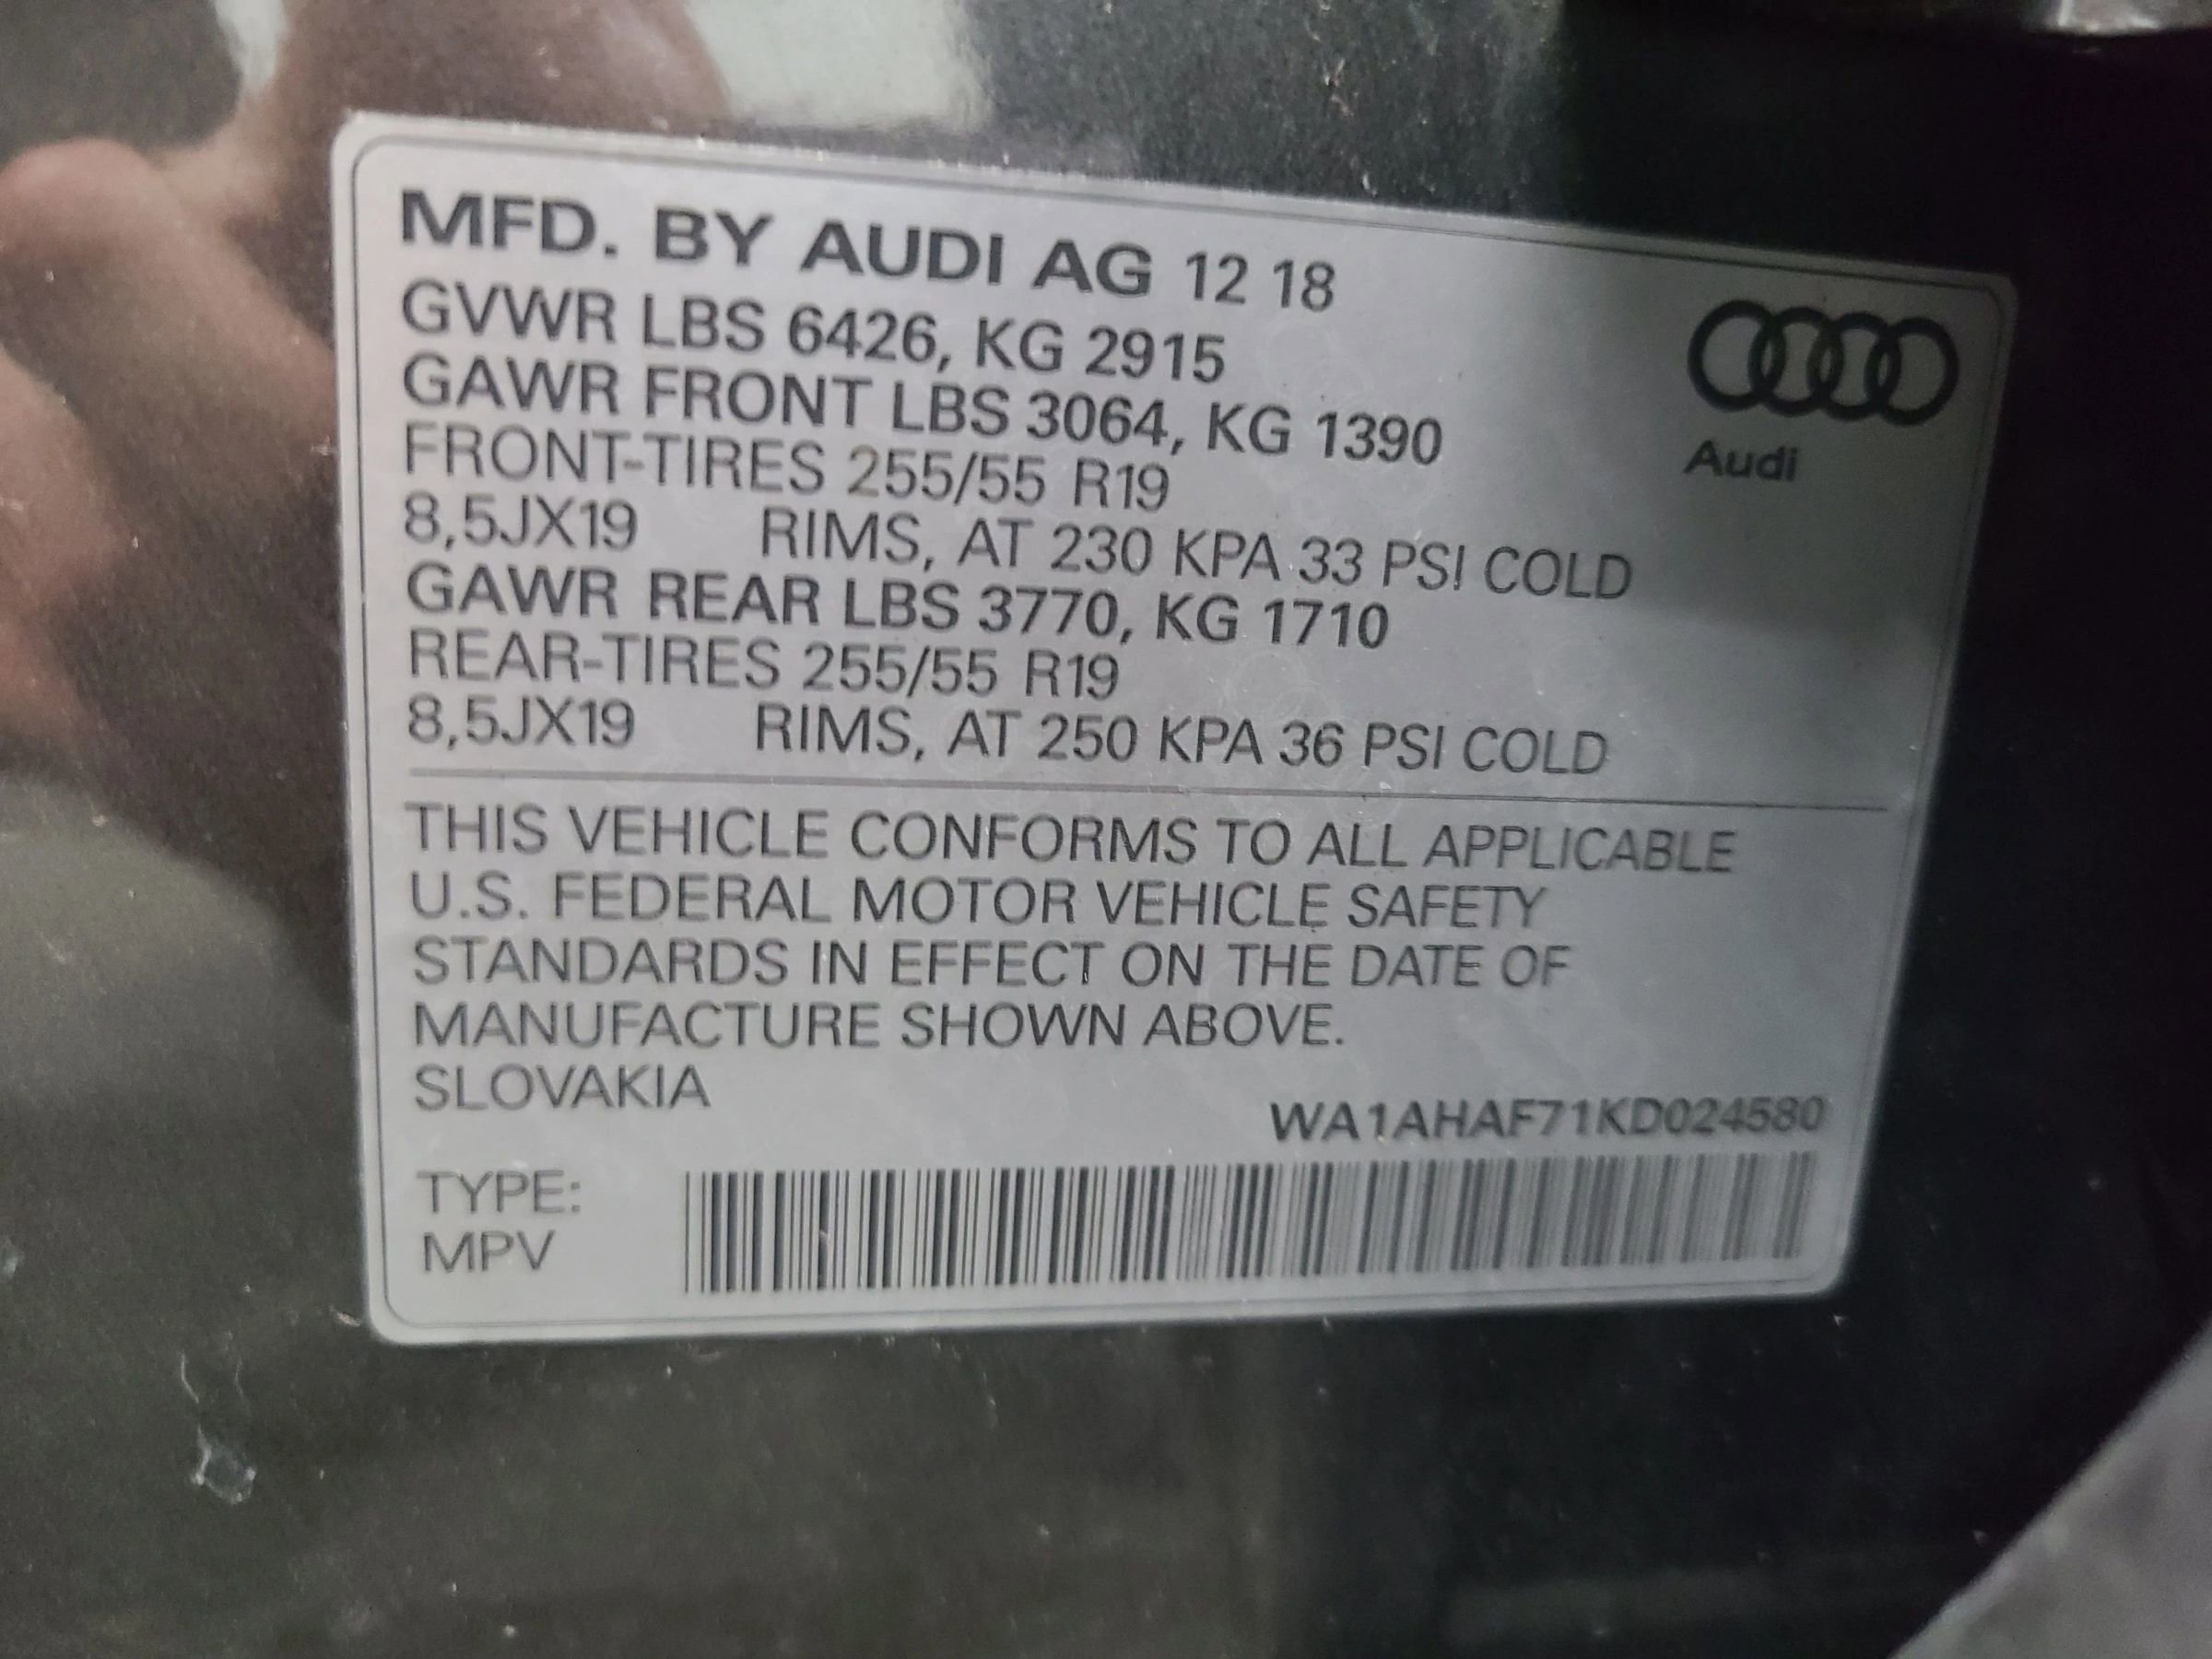 MFD. BY AUDI AG 12 18
GVWR LBS 6426, KG 2915
GAWR FRONT LBS 3064, KG 1390
FRONT-TIRES 255/55 R19
8,5JX19 RIMS, AT 230 KPA 33 PSI COLD
GAWR REAR LBS 3770, KG 1710
REAR-TIRES 255/55 R19
8,5JX19 RIMS, AT 250 KPA 36 PSI COLD
Audi
THIS VEHICLE CONFORMS TO ALL APPLICABLE
U.S. FEDERAL MOTOR VEHICLE SAFETY
STANDARDS IN EFFECT ON THE DATE OF
MANUFACTURE SHOWN ABOVE.
SLOVAKIA
WA1AHAF71KD024580
TYPE:
MPV